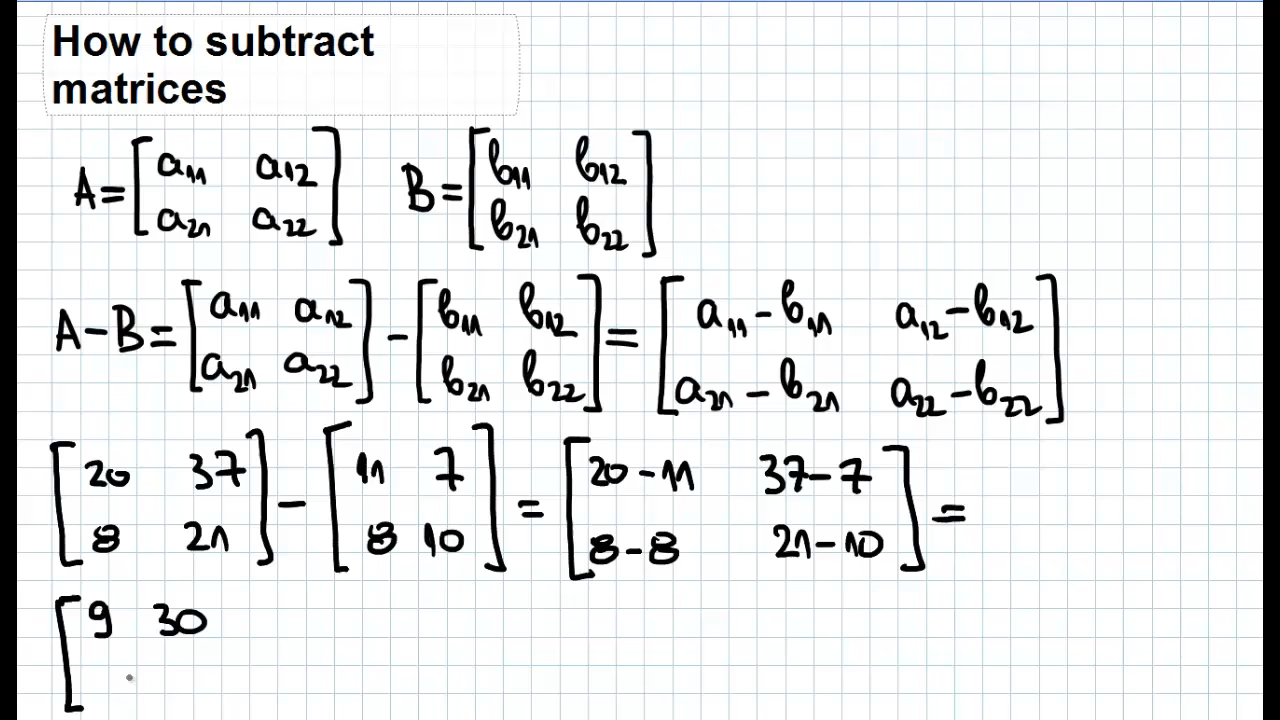 How to subtract
matrices
A = [ a11 a12 B = [ b11 b12
a21 a22 ] b21 b22 ]
A - B = [ a11 a12 - [ b11 b12 = [ a11 - b11 a12 - b12
a21 a22 ] b21 b22 ] a21 - b21 a22 - b22 ]
[ 20 37 - [ 11 7 = [ 20 - 11 37 - 7
8 21 ] 8 10 ] 8 - 8 21 - 10 ] =
[ 9 30